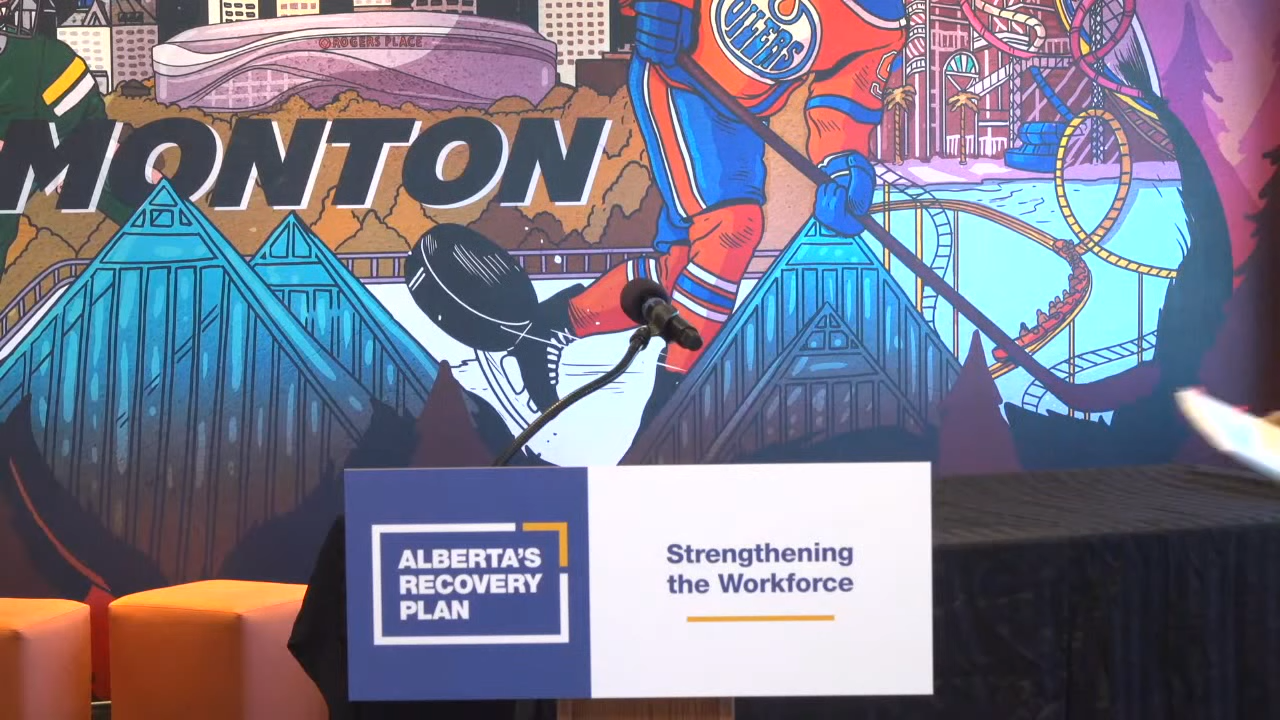 ROGERS PLACE
OILERS
MONTON
ALBERTA'S
RECOVERY
PLAN
Strengthening
the Workforce